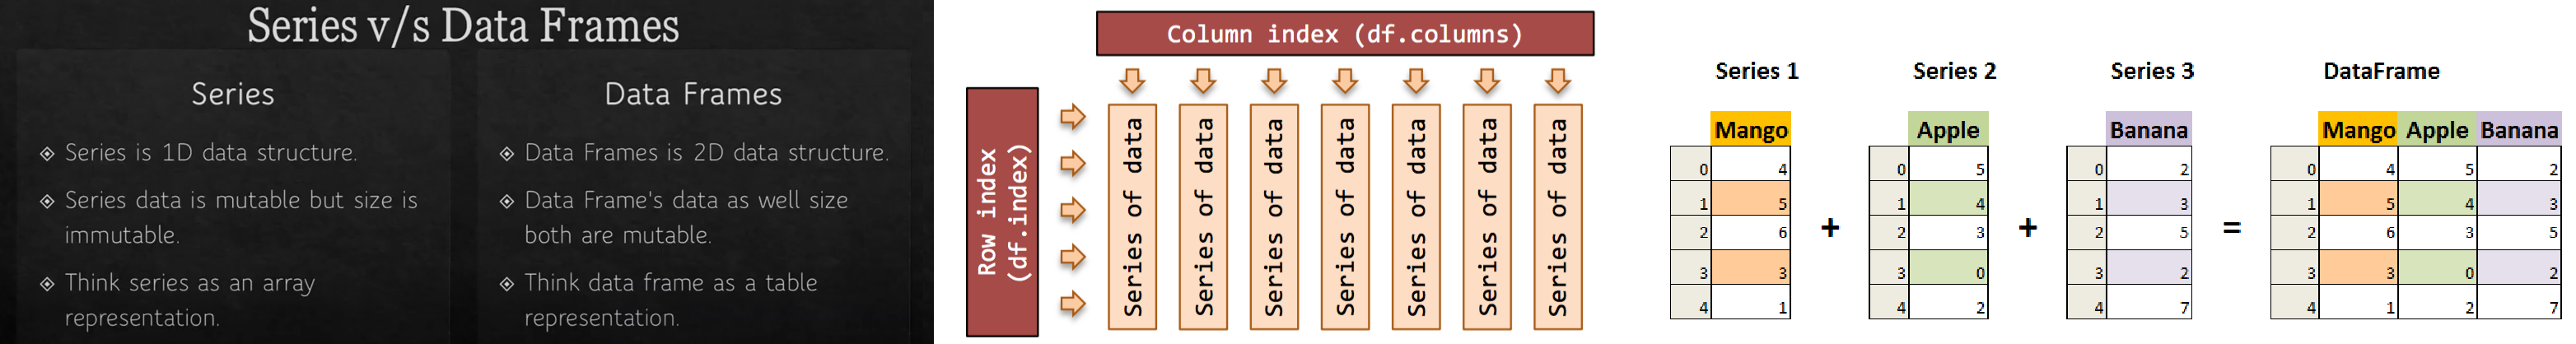 Series v/s Data Frames
Series
Series is 1D data structure.
Series data is mutable but size is
immutable.
Think series as an array
representation.
Data Frames
Data Frames is 2D data structure.
Data Frame's data as well size
both are mutable.
Think data frame as a table
representation.
Column index (df.columns)
Row index
(df.index)
Series of data
Series of data
Series of data
Series of data
Series of data
Series of data
Series of data
Series 1
Mango
0 4
1 5
2 6
3 3
4 1
+
Series 2
Apple
0 5
1 4
2 3
3 0
4 2
+
Series 3
Banana
0 2
1 3
2 5
3 2
4 7
=
DataFrame
Mango Apple Banana
0 4 5 2
1 5 4 3
2 6 3 5
3 3 0 2
4 1 2 7